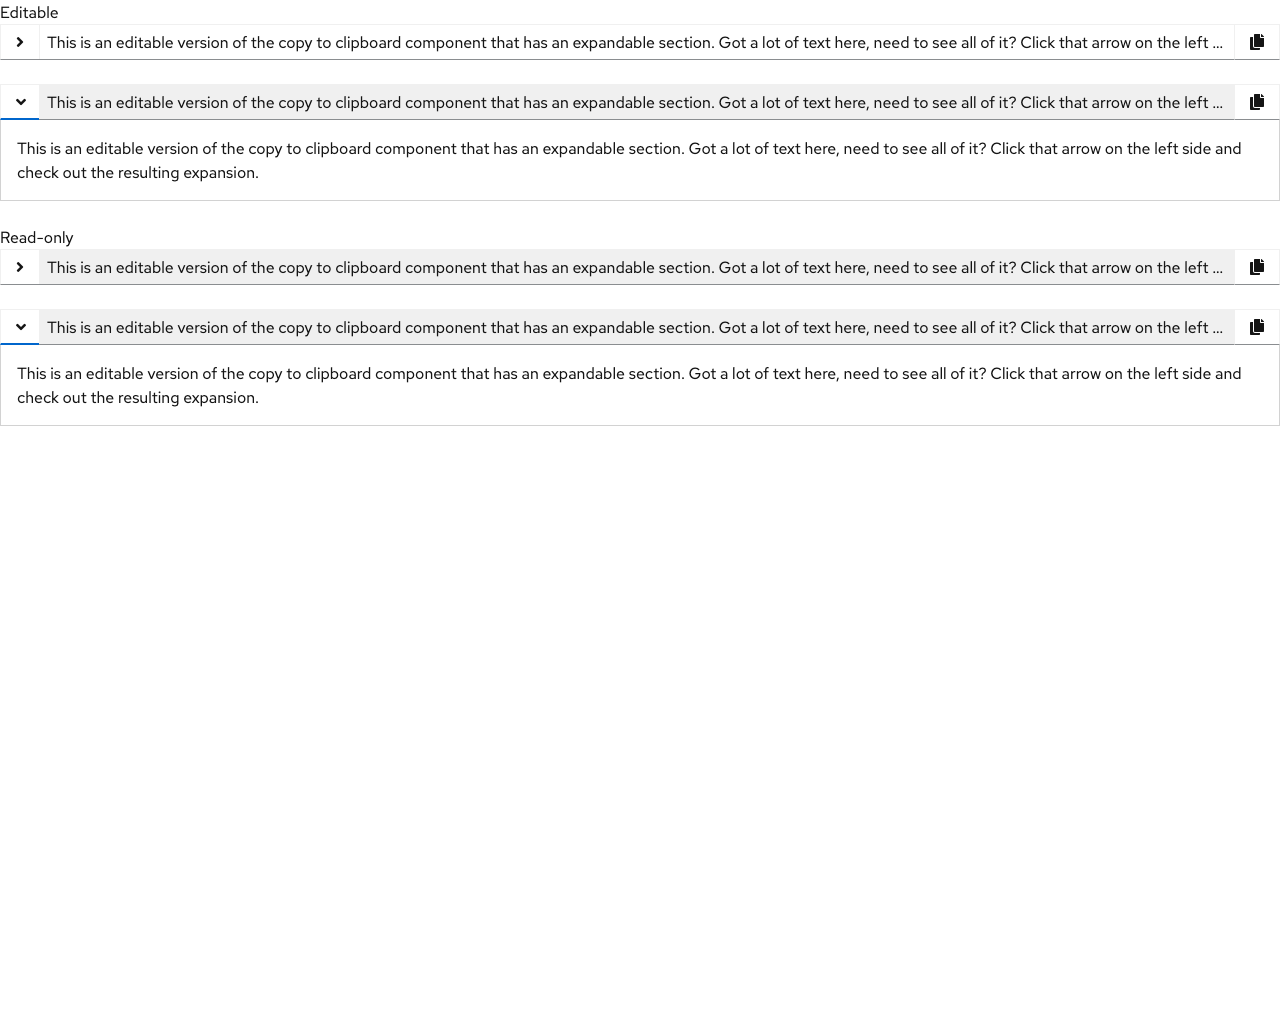 Editable
This is an editable version of the copy to clipboard component that has an expandable section. Got a lot of text here, need to see all of it? Click that arrow on the left ...
This is an editable version of the copy to clipboard component that has an expandable section. Got a lot of text here, need to see all of it? Click that arrow on the left ...
This is an editable version of the copy to clipboard component that has an expandable section. Got a lot of text here, need to see all of it? Click that arrow on the left side and
check out the resulting expansion.
Read-only
This is an editable version of the copy to clipboard component that has an expandable section. Got a lot of text here, need to see all of it? Click that arrow on the left ...
This is an editable version of the copy to clipboard component that has an expandable section. Got a lot of text here, need to see all of it? Click that arrow on the left ...
This is an editable version of the copy to clipboard component that has an expandable section. Got a lot of text here, need to see all of it? Click that arrow on the left side and
check out the resulting expansion.